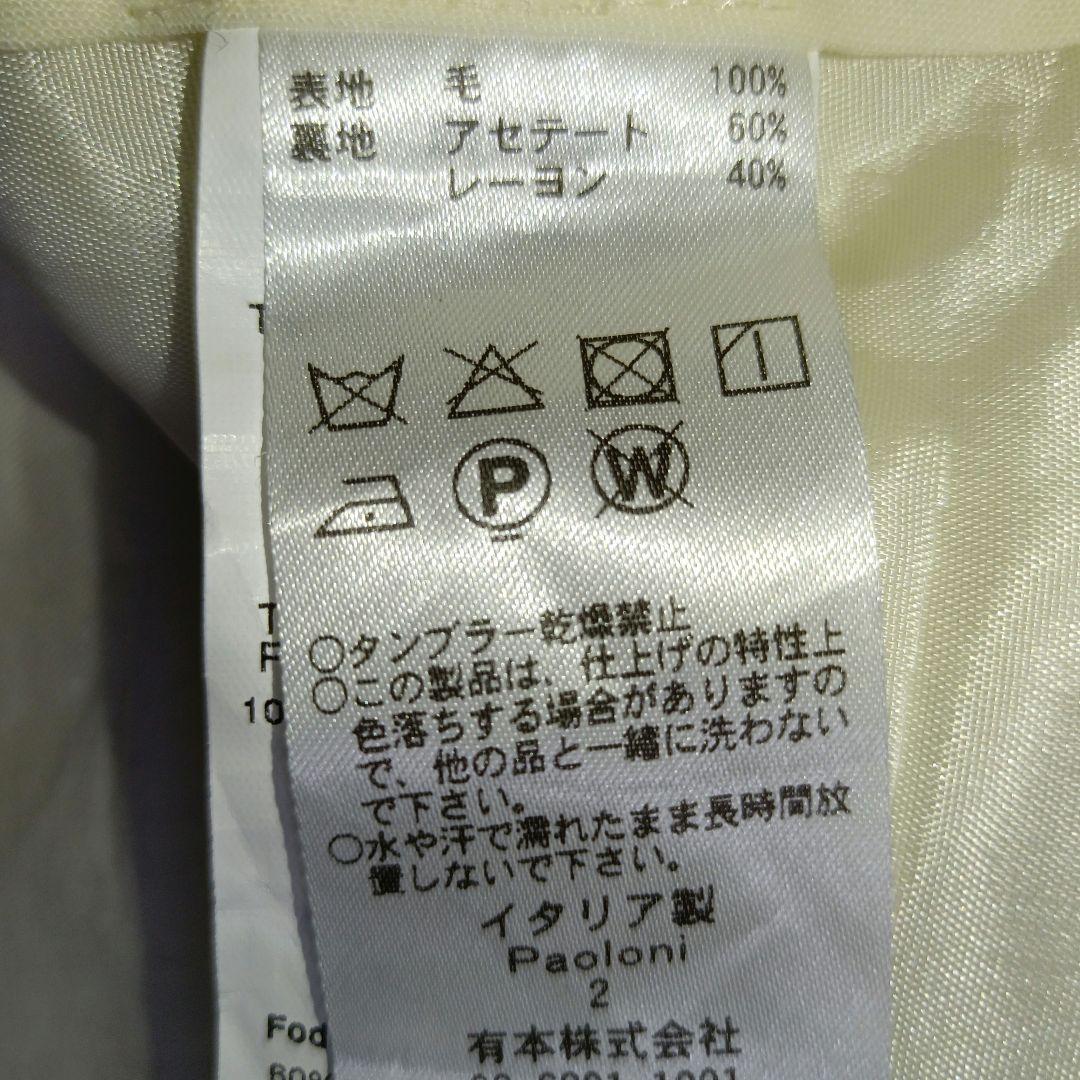 表地 毛 100%
裏地 アセテート 60%
レーヨン 40%
P
W
○タンブラー乾燥禁止
○この製品は、仕上げの特性上
色落ちする場合がありますの
で、他の品と一緒に洗わない
で下さい。
○水や汗で濡れたまま長時間放
置しないで下さい。
イタリア製
Paoloni
2
有本株式会社
T
T
F
10
Fod